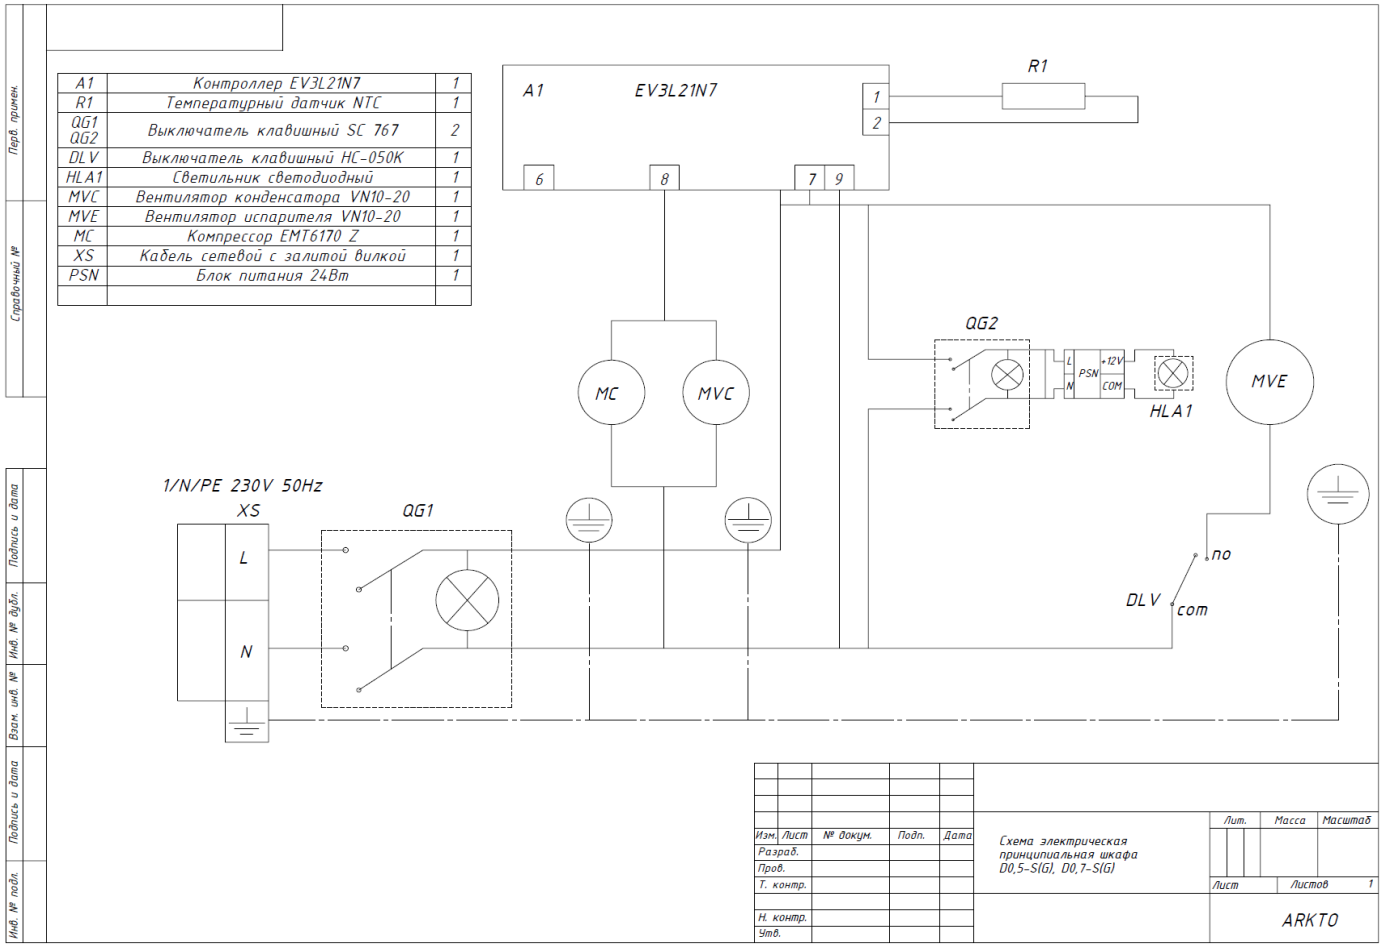 A1 Контроллер EV3L21N7 1
R1 Температурный датчик NTC 1
QG1
QG2 Выключатель клавишный SC 767 2
DLV Выключатель клавишный HC-050K 1
HLA1 Светильник светодиодный 1
MVC Вентилятор конденсатора VN10-20 1
MVE Вентилятор испарителя VN10-20 1
MC Компрессор EMT6170 Z 1
XS Кабель сетевой с залитой вилкой 1
PSN Блок питания 24Вт 1
A1 EV3L21N7
1
2
6 8 7 9
R1
QG2
L PSN +12V
N COM
HLA1
MC
MVC
MVE
1/N/PE 230V 50Hz
XS
QG1
L
N
no
DLV
com
Перв. примен.
Справочный №
Подпись и дата
Инв. № дубл.
Взам. инв. №
Подпись и дата
Инв. № подл.
Изм. Лист № докум. Подп. Дата
Разраб.
Пров.
Т. контр.
Н. контр.
Утв.
Схема электрическая
принципиальная шкафа
D0,5-S(G), D0,7-S(G)
Лит. Масса Масштаб
Лист Листов 1
ARKTO